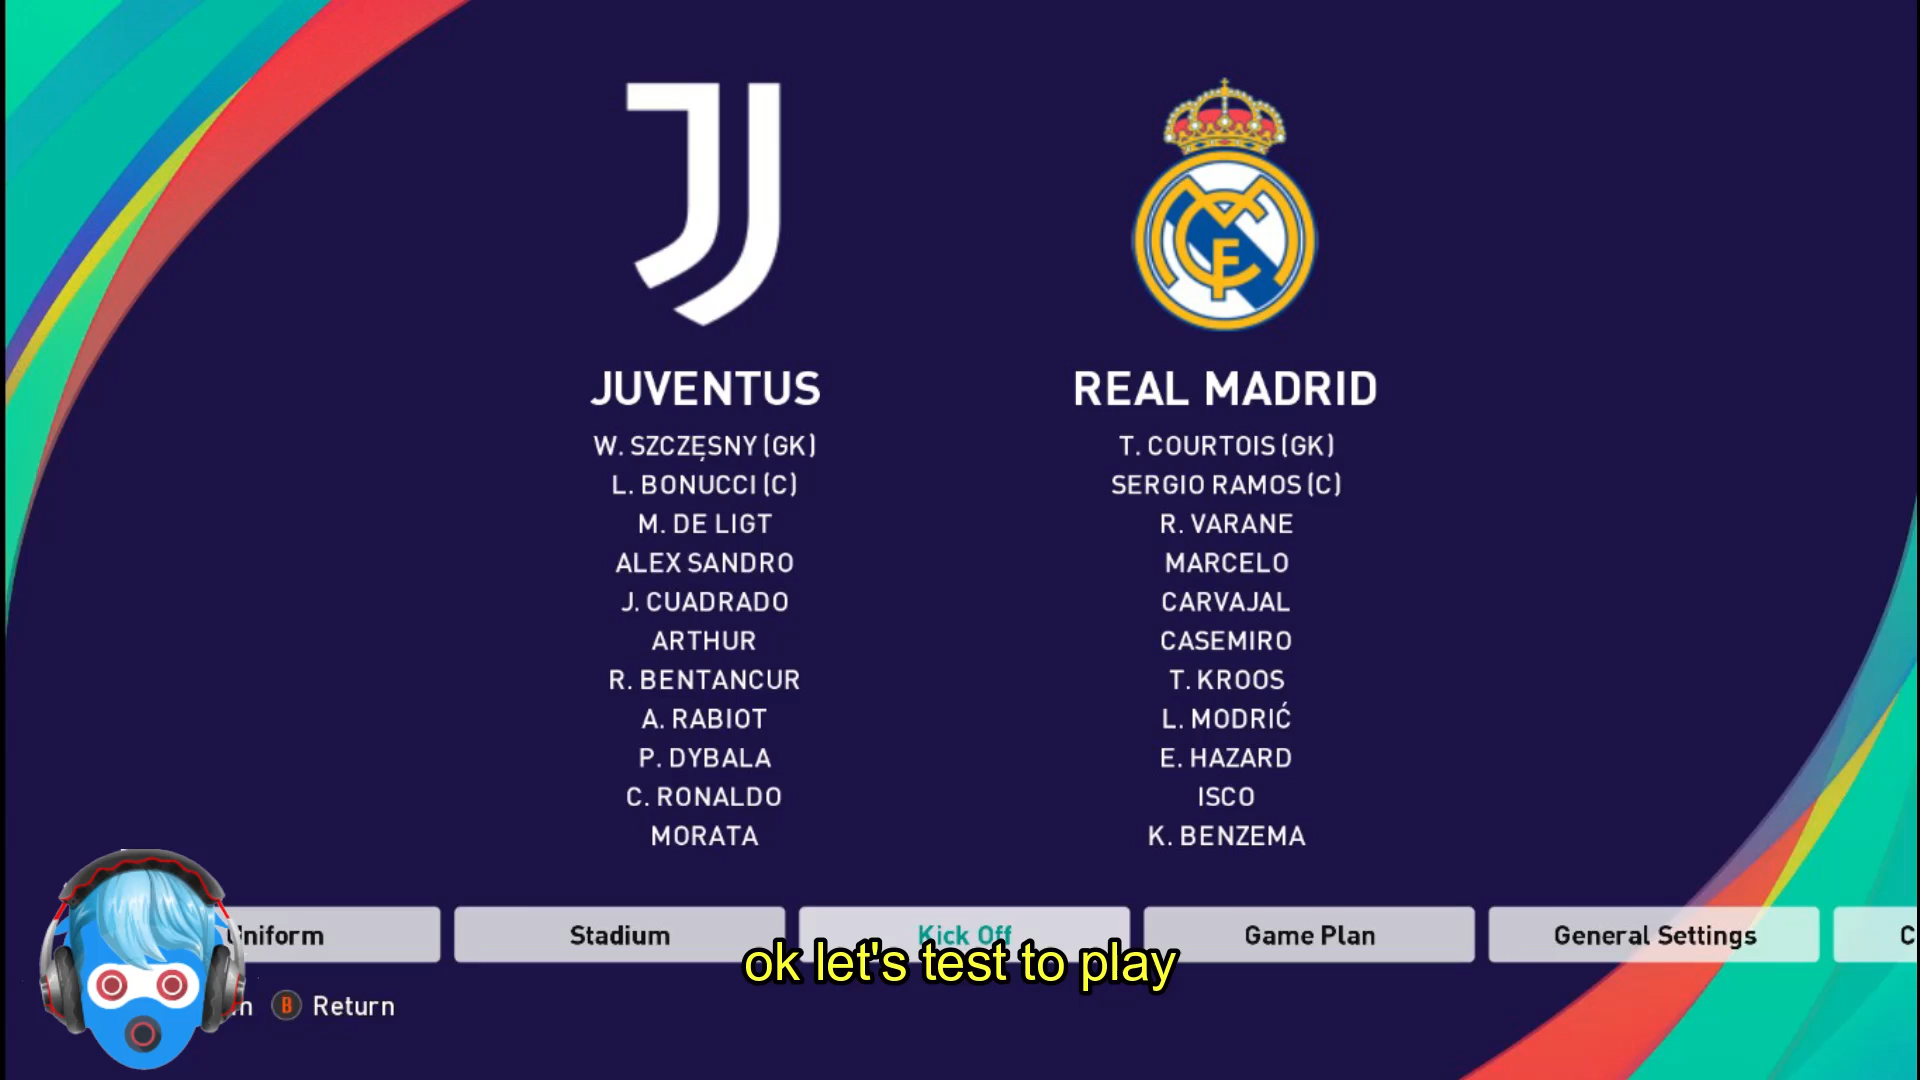 JUVENTUS
W. SZCZĘSNY (GK)
L. BONUCCI (C)
M. DE LIGT
ALEX SANDRO
J. CUADRADO
ARTHUR
R. BENTANCUR
A. RABIOT
P. DYBALA
C. RONALDO
MORATA
REAL MADRID
T. COURTOIS (GK)
SERGIO RAMOS (C)
R. VARANE
MARCELO
CARVAJAL
CASEMIRO
T. KROOS
L. MODRIĆ
E. HAZARD
ISCO
K. BENZEMA
Uniform Stadium Kick Off Game Plan General Settings
ok let's test to play
B Return